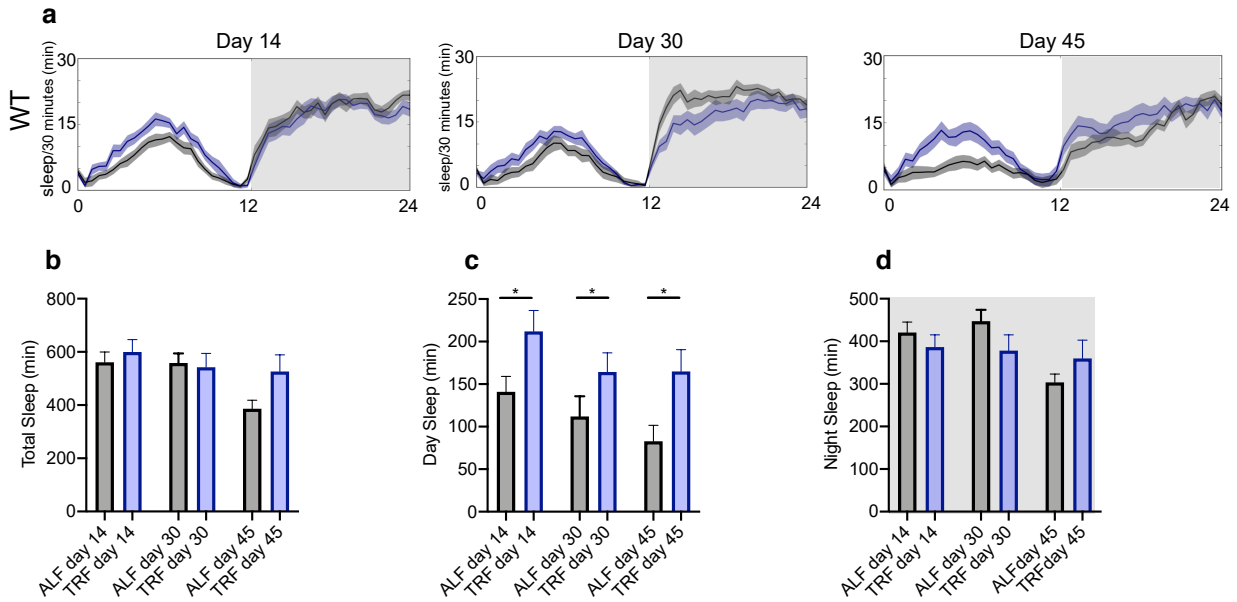 a
Day 14
Day 30
Day 45
WT
sleep/30 minutes (min)
30
15
0
0
12
24
sleep/30 minutes (min)
30
15
0
0
12
24
30
15
0
0
12
24
b
Total Sleep (min)
800
600
400
200
0
ALF day 14
TRF day 14
ALF day 30
TRF day 30
ALF day 45
TRF day 45
c
Day Sleep (min)
250
200
150
100
50
0
* * *
ALF day 14
TRF day 14
ALF day 30
TRF day 30
ALF day 45
TRF day 45
d
Night Sleep (min)
500
400
300
200
100
0
ALF day 14
TRF day 14
ALF day 30
TRF day 30
ALFday 45
TRFday 45